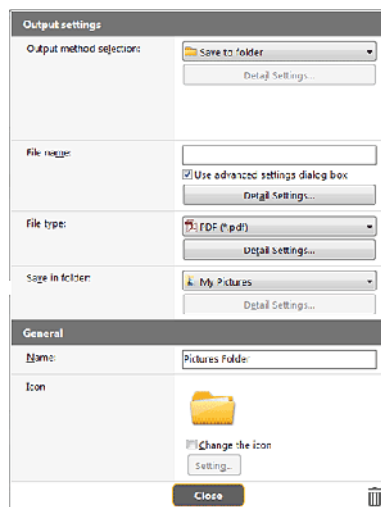 Output settings
Output method selection:
Save to folder
Detail Settings...
File name:
Use advanced settings dialog box
Detail Settings...
File type:
PDF (*.pdf)
Detail Settings...
Save in folder:
My Pictures
Detail Settings...
General
Name:
Pictures Folder
Icon
Change the icon
Setting...
Close